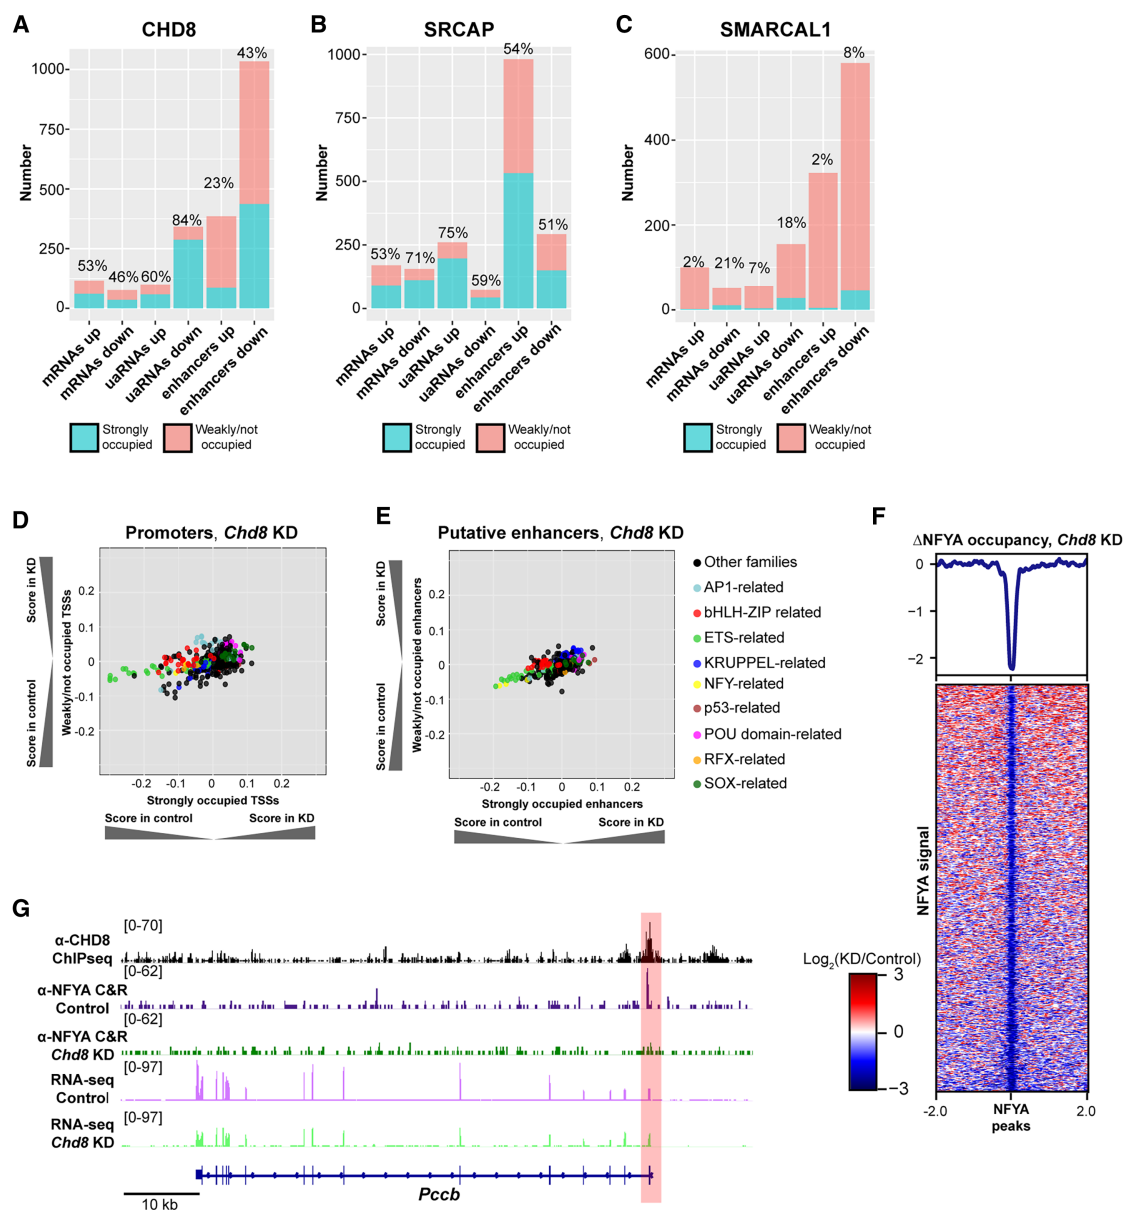 A
CHD8
Number
1000
750
500
250
0
53%
46%
60%
84%
23%
43%
mRNAs up
mRNAs down
uaRNAs up
uaRNAs down
enhancers up
enhancers down
Strongly
occupied
Weakly/not
occupied
B
SRCAP
Number
1000
750
500
250
0
53%
71%
75%
59%
54%
51%
mRNAs up
mRNAs down
uaRNAs up
uaRNAs down
enhancers up
enhancers down
Strongly
occupied
Weakly/not
occupied
C
SMARCAL1
Number
600
400
200
0
2%
21%
7%
18%
2%
8%
mRNAs up
mRNAs down
uaRNAs up
uaRNAs down
enhancers up
enhancers down
Strongly
occupied
Weakly/not
occupied
D
Promoters, Chd8 KD
Score in KD
Score in control
Weakly/not occupied TSSs
0.2
0.1
0
-0.1
-0.2
-0.2
-0.1
0
0.1
0.2
Strongly occupied TSSs
Score in control
Score in KD
E
Putative enhancers, Chd8 KD
Score in KD
Score in control
Weakly/not occupied enhancers
0.2
0.1
0
-0.1
-0.2
-0.2
-0.1
0
0.1
0.2
Strongly occupied enhancers
Score in control
Score in KD
Other families
AP1-related
bHLH-ZIP related
ETS-related
KRUPPEL-related
NFY-related
p53-related
POU domain-related
RFX-related
SOX-related
F
ΔNFYA occupancy, Chd8 KD
0
−1
−2
NFYA signal
-2.0
NFYA
peaks
2.0
Log2(KD/Control)
3
0
−3
G
[0-70]
α-CHD8
ChIPseq
[0-62]
α-NFYA C&R
Control
[0-62]
α-NFYA C&R
Chd8 KD
[0-97]
RNA-seq
Control
[0-97]
RNA-seq
Chd8 KD
Pccb
10 kb